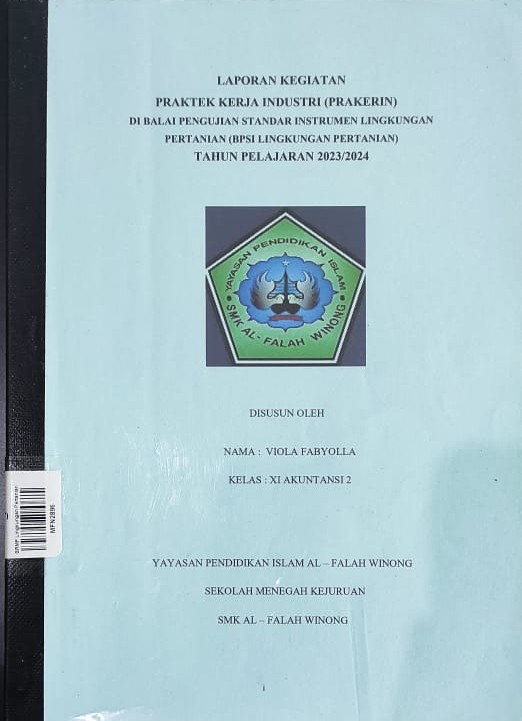 LAPORAN KEGIATAN
PRAKTEK KERJA INDUSTRI (PRAKERIN)
DI BALAI PENGUJIAN STANDAR INSTRUMEN LINGKUNGAN
PERTANIAN (BPSI LINGKUNGAN PERTANIAN)
TAHUN PELAJARAN 2023/2024
YAYASAN PENDIDIKAN ISLAM
SMK AL-FALAH WINONG
DISUSUN OLEH
NAMA : VIOLA FABYOLLA
KELAS : XI AKUNTANSI 2
MFN2896
YAYASAN PENDIDIKAN ISLAM AL – FALAH WINONG
SEKOLAH MENEGAH KEJURUAN
SMK AL – FALAH WINONG
i